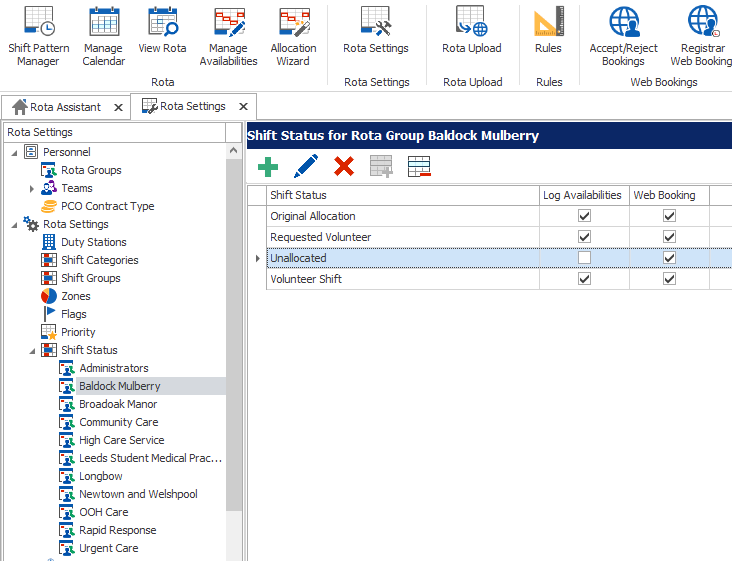 Shift Pattern Manager
Manage Calendar
View Rota
Manage Availabilities
Allocation Wizard
Rota Settings
Rota Upload
Rules
Accept/Reject Bookings
Registrar Web Booking
Rota
Rota Settings
Rota Upload
Rules
Web Bookings
Rota Assistant
Rota Settings
Rota Settings
Personnel
Rota Groups
Teams
PCO Contract Type
Rota Settings
Duty Stations
Shift Categories
Shift Groups
Zones
Flags
Priority
Shift Status
Administrators
Baldock Mulberry
Broadoak Manor
Community Care
High Care Service
Leeds Student Medical Prac...
Longbow
Newtown and Welshpool
OOH Care
Rapid Response
Urgent Care
Shift Status for Rota Group Baldock Mulberry
Shift Status Log Availabilities Web Booking
Original Allocation
Requested Volunteer
Unallocated
Volunteer Shift